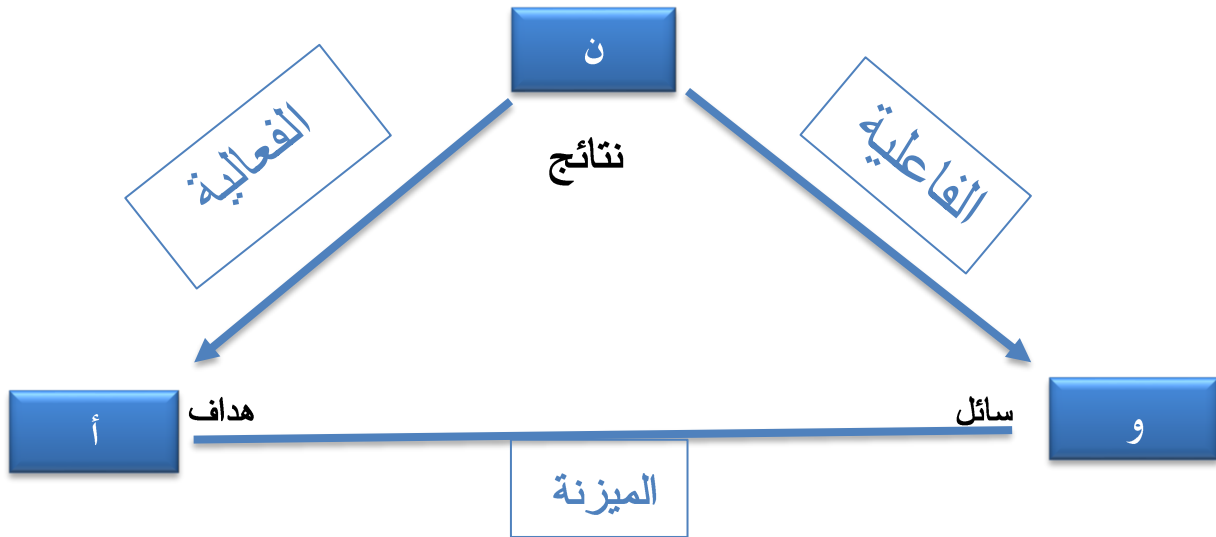 ن
الفاعلية
الفعالية
نتائج
و
سائل
أ
هداف
الميزنة